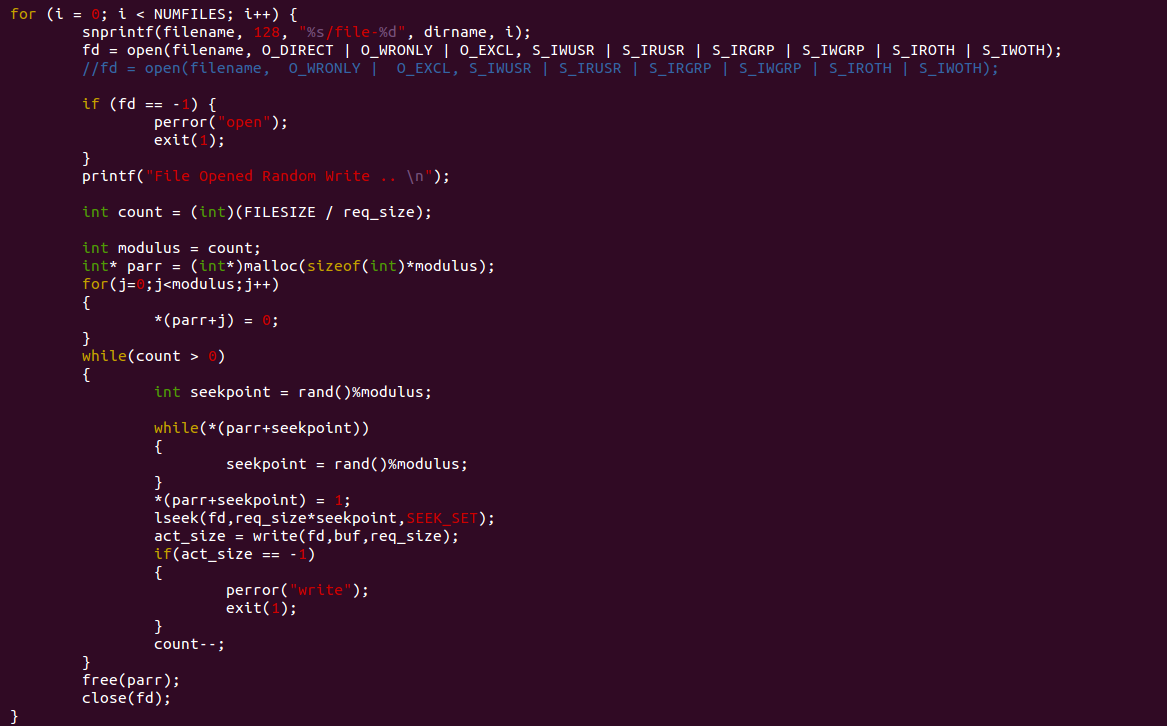 for (i = 0; i < NUMFILES; i++) {
        snprintf(filename, 128, "%s/file-%d", dirname, i);
        fd = open(filename, O_DIRECT | O_WRONLY | O_EXCL, S_IWUSR | S_IRUSR | S_IRGRP | S_IWGRP | S_IROTH | S_IWOTH);
        //fd = open(filename,  O_WRONLY |  O_EXCL, S_IWUSR | S_IRUSR | S_IRGRP | S_IWGRP | S_IROTH | S_IWOTH);

        if (fd == -1) {
                perror("open");
                exit(1);
        }
        printf("File Opened Random Write .. \n");

        int count = (int)(FILESIZE / req_size);

        int modulus = count;
        int* parr = (int*)malloc(sizeof(int)*modulus);
        for(j=0;j<modulus;j++)
        {
                *(parr+j) = 0;
        }
        while(count > 0)
        {
                int seekpoint = rand()%modulus;

                while(*(parr+seekpoint))
                {
                        seekpoint = rand()%modulus;
                }
                *(parr+seekpoint) = 1;
                lseek(fd,req_size*seekpoint,SEEK_SET);
                act_size = write(fd,buf,req_size);
                if(act_size == -1)
                {
                        perror("write");
                        exit(1);
                }
                count--;
        }
        free(parr);
        close(fd);
}